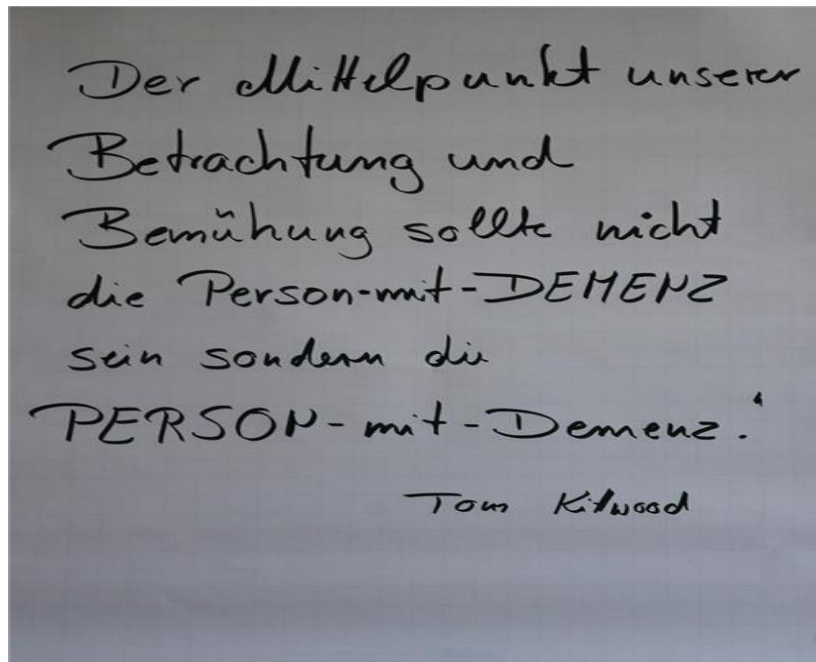 Der Mittelpunkt unserer
Betrachtung und
Bemühung sollte nicht
die Person-mit-DEMENZ
sein sondern die
PERSON-mit-Demenz."
Tom Kitwood